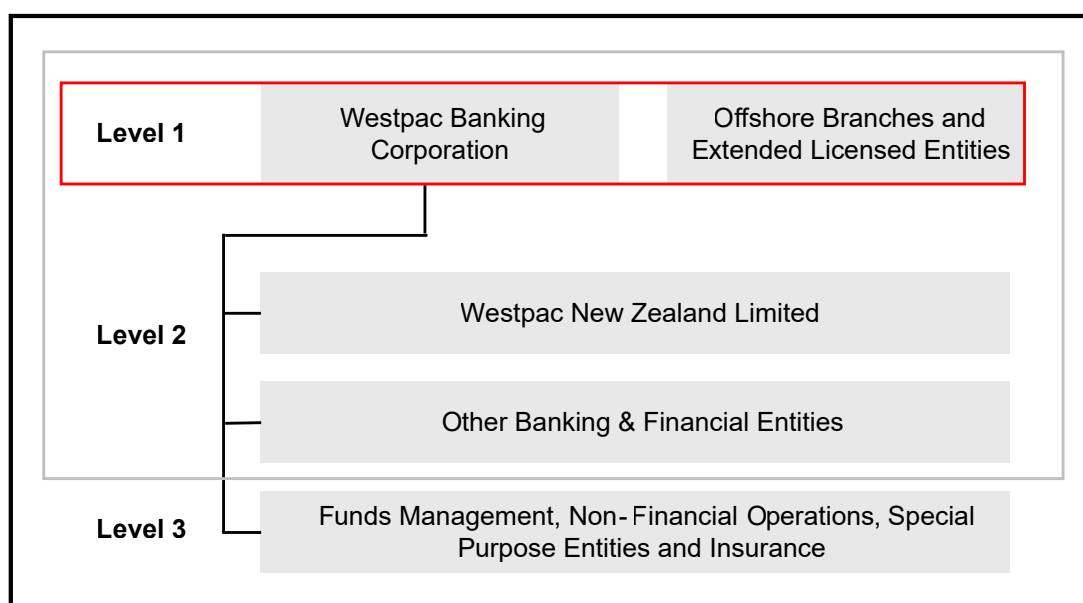 Level 1
Westpac Banking
Corporation
Offshore Branches and
Extended Licensed Entities
Level 2
Westpac New Zealand Limited
Other Banking & Financial Entities
Level 3
Funds Management, Non-Financial Operations, Special
Purpose Entities and Insurance